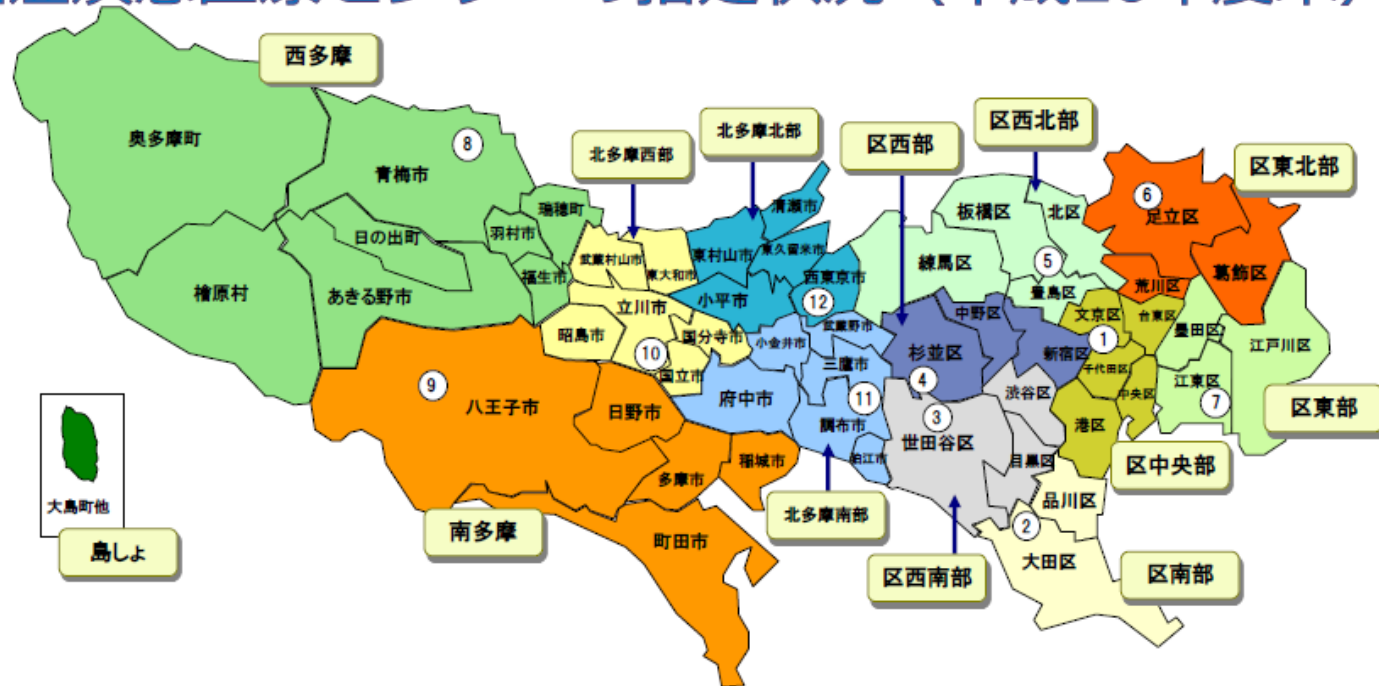 西多摩
奥多摩町
⑧
青梅市
瑞穂町
羽村市
日の出町
福生市
檜原村
あきる野市
北多摩西部
北多摩北部
武蔵村山市
東大和市
立川市
昭島市
国分寺市
⑩
国立市
清瀬市
東村山市
東久留米市
西東京市
小平市
⑫
小金井市
武蔵野市
三鷹市
府中市
⑪
調布市
狛江市
北多摩南部
区西部
区西北部
板橋区
北区
練馬区
⑤
豊島区
中野区
杉並区
新宿区
④
③
渋谷区
世田谷区
目黒区
区西南部
区東北部
⑥
足立区
葛飾区
荒川区
文京区
台東区
①
千代田区
中央区
港区
区中央部
墨田区
江戸川区
江東区
⑦
区東部
品川区
②
大田区
区南部
⑨
八王子市
日野市
多摩市
稲城市
南多摩
町田市
大島町他
島しょ